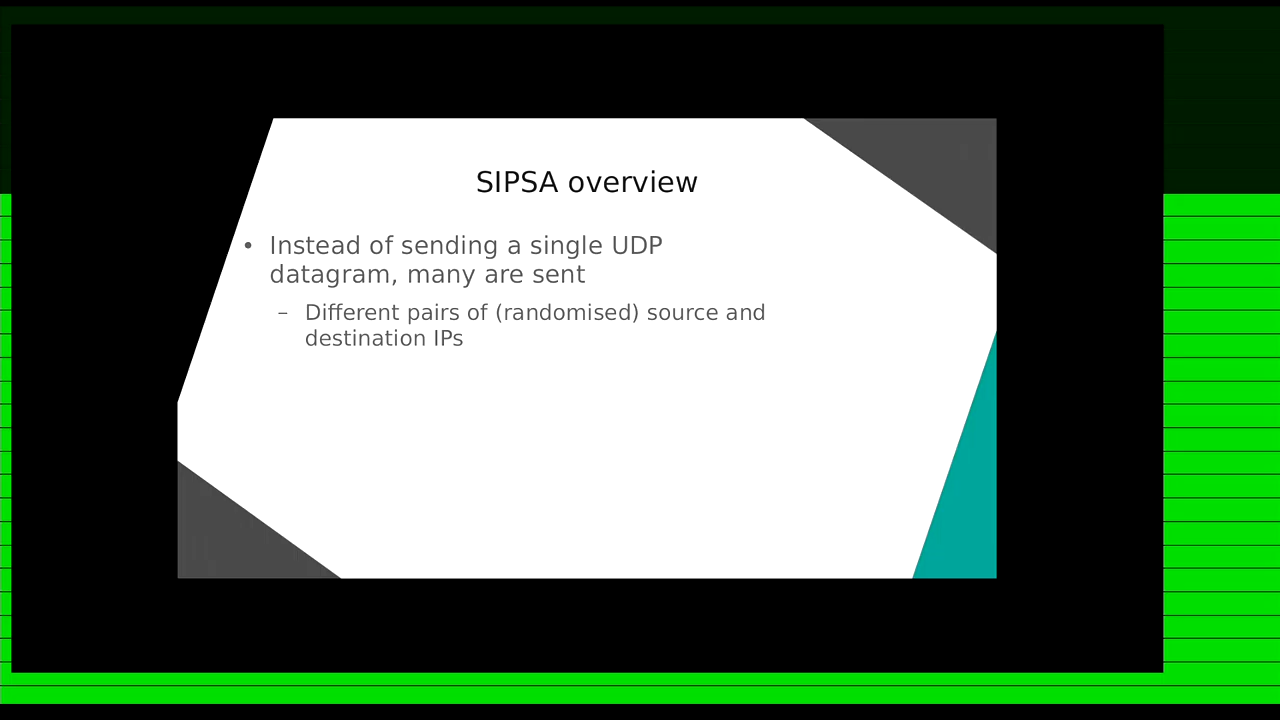 SIPSA overview
• Instead of sending a single UDP
datagram, many are sent
– Different pairs of (randomised) source and
destination IPs